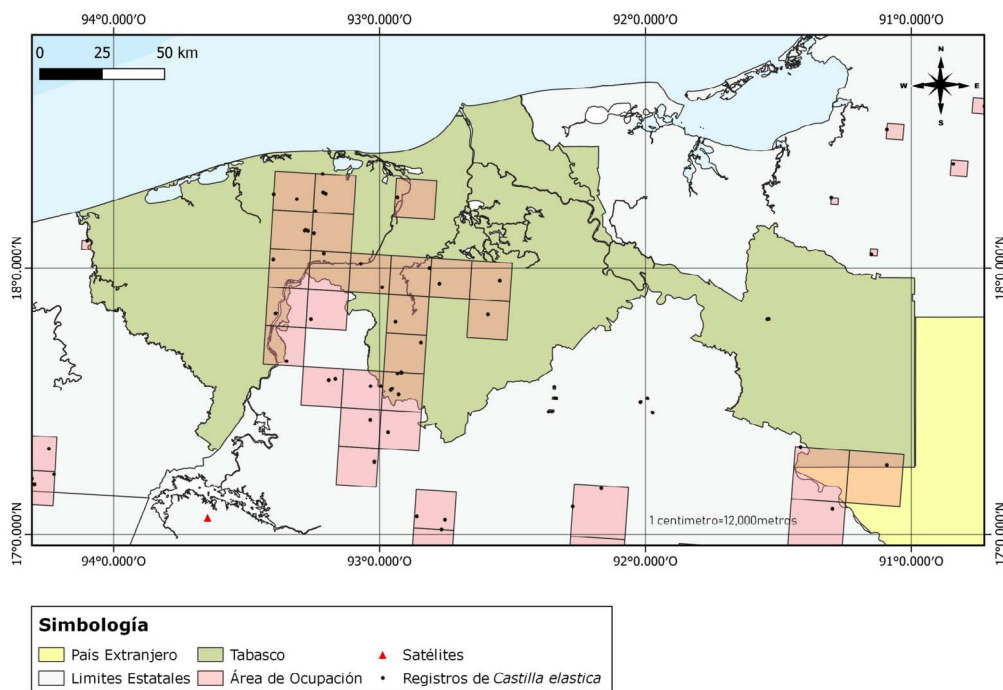 94°0.000'O 93°0.000'O 92°0.000'O 91°0.000'O
0 25 50 km
N
W E
S
18°0.000'N 18°0.000'N
1 centimetro=12,000metros
17°0.000'N 17°0.000'N
94°0.000'O 93°0.000'O 92°0.000'O 91°0.000'O
Simbología
País Extranjero Tabasco Satélites
Limites Estatales Área de Ocupación Registros de Castilla elastica